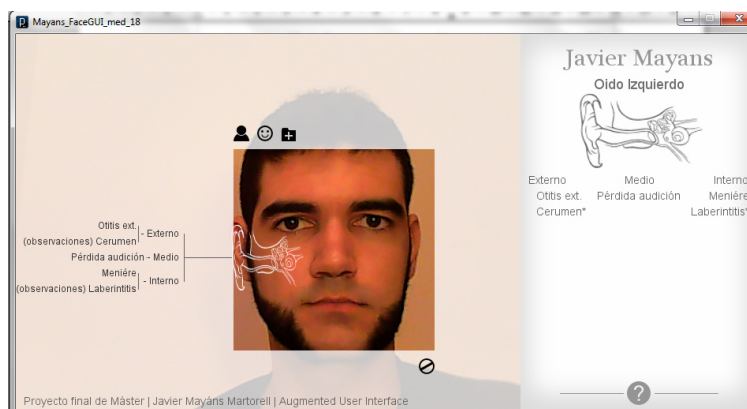 Mayans_FaceGUI_med_18
Javier Mayans
Oido Izquierdo
Externo Medio Interno
Otitis ext. Pérdida audición Meniére
Cerumen* Laberintitis*
Otitis ext.
- Externo
(observaciones) Cerumen
Pérdida audición - Medio
Meniére
- Interno
(observaciones) Laberintitis
?
Proyecto final de Máster | Javier Mayáns Martorell | Augmented User Interface